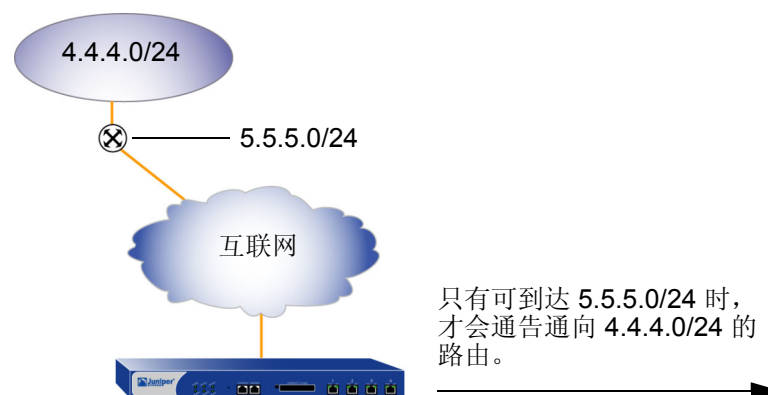 4.4.4.0/24
5.5.5.0/24
互联网
只有可到达 5.5.5.0/24 时，
才会通告通向 4.4.4.0/24 的
路由。
Juniper